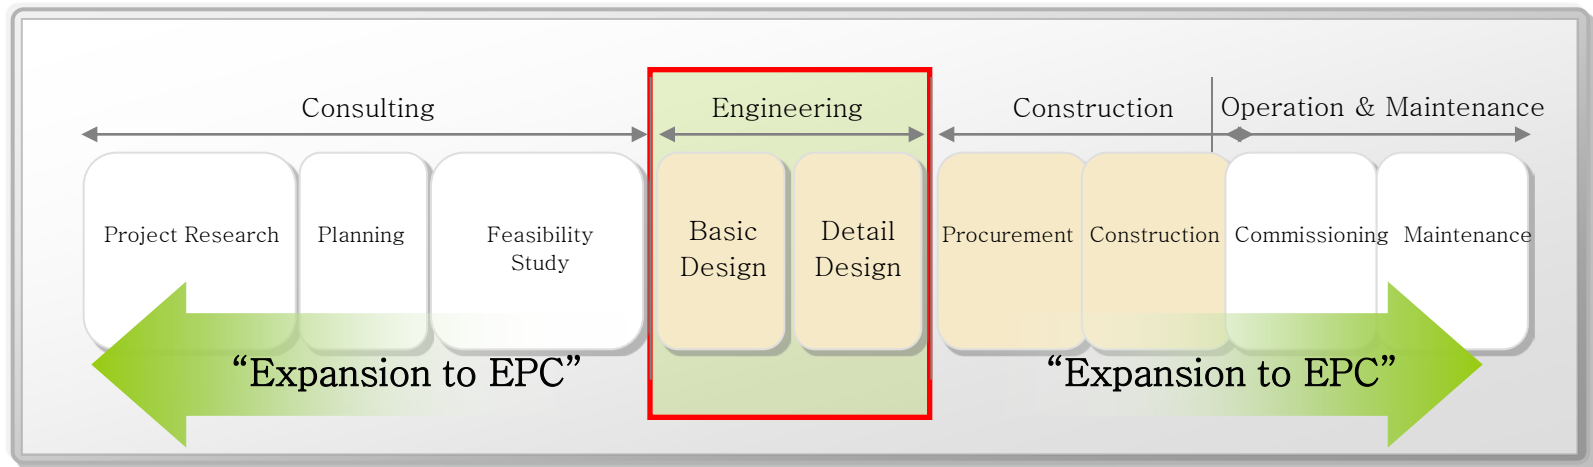 Consulting
Engineering
Construction
Operation & Maintenance
Project Research
Planning
Feasibility
Study
Basic
Design
Detail
Design
Procurement
Construction
Commissioning
Maintenance
“Expansion to EPC”
“Expansion to EPC”